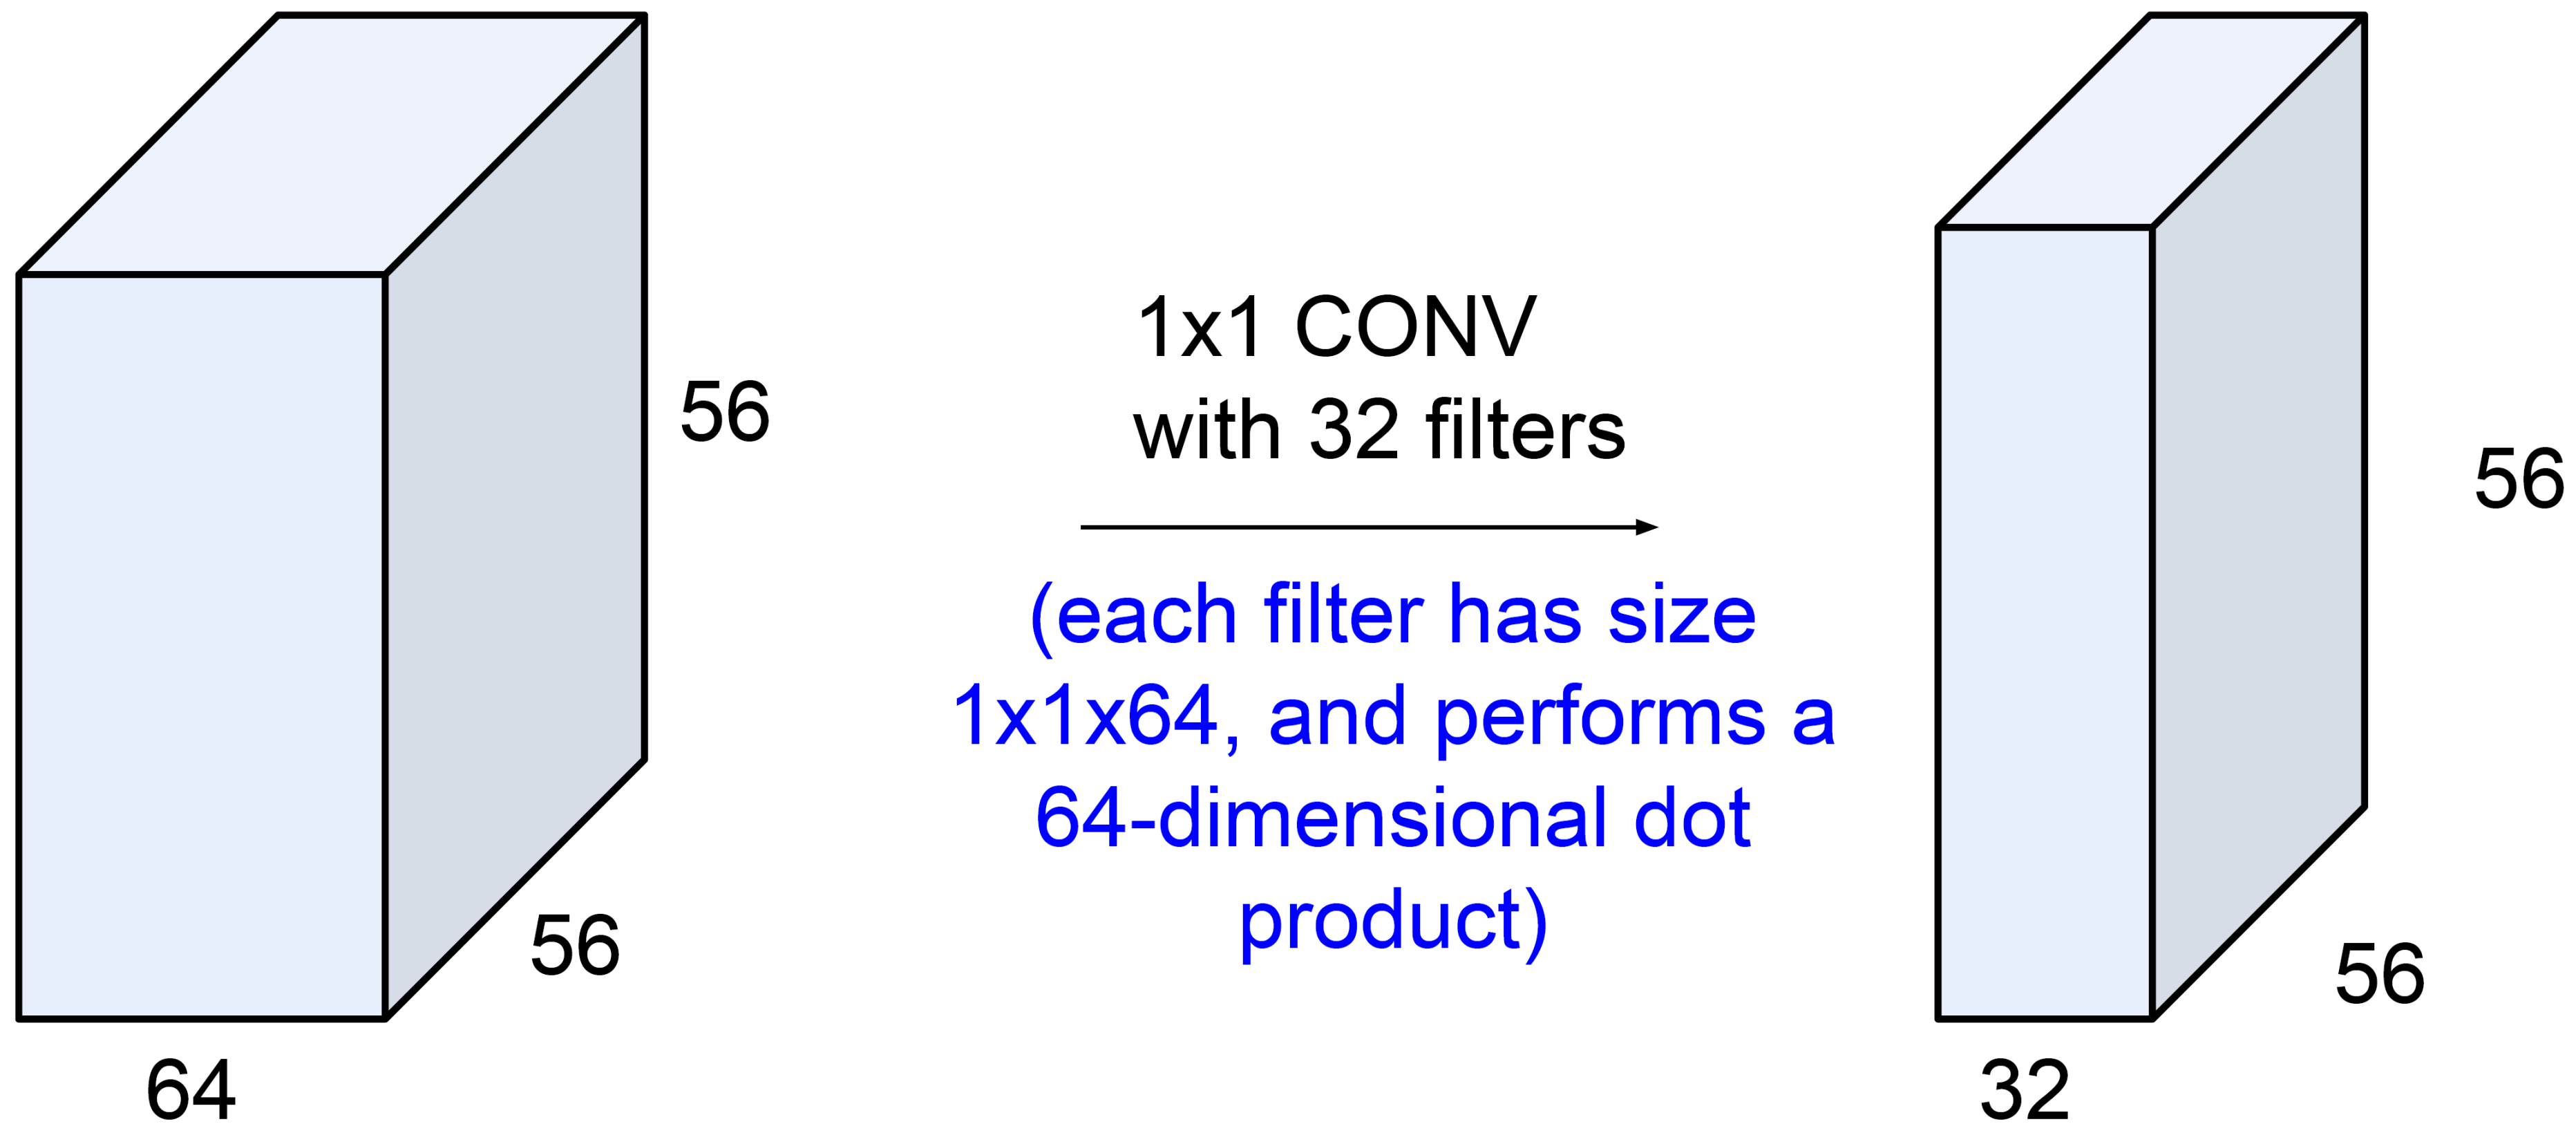 56
56
64
1x1 CONV
with 32 filters
(each filter has size
1x1x64, and performs a
64-dimensional dot
product)
56
56
32